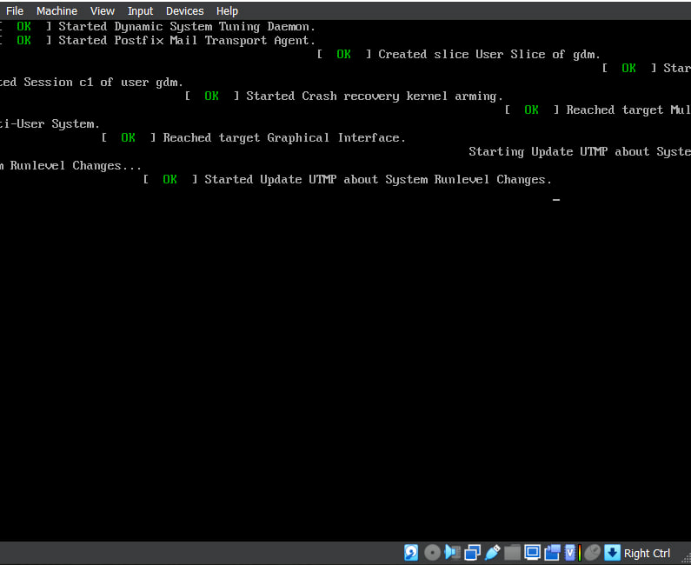 File Machine View Input Devices Help
[ OK ] Started Dynamic System Tuning Daemon.
[ OK ] Started Postfix Mail Transport Agent.
[ OK ] Created slice User Slice of gdm.
[ OK ] Star
ted Session c1 of user gdm.
[ OK ] Started Crash recovery kernel arming.
[ OK ] Reached target Mul
ti-User System.
[ OK ] Reached target Graphical Interface.
Starting Update UTMP about Syste
m Runlevel Changes...
[ OK ] Started Update UTMP about System Runlevel Changes.
Right Ctrl